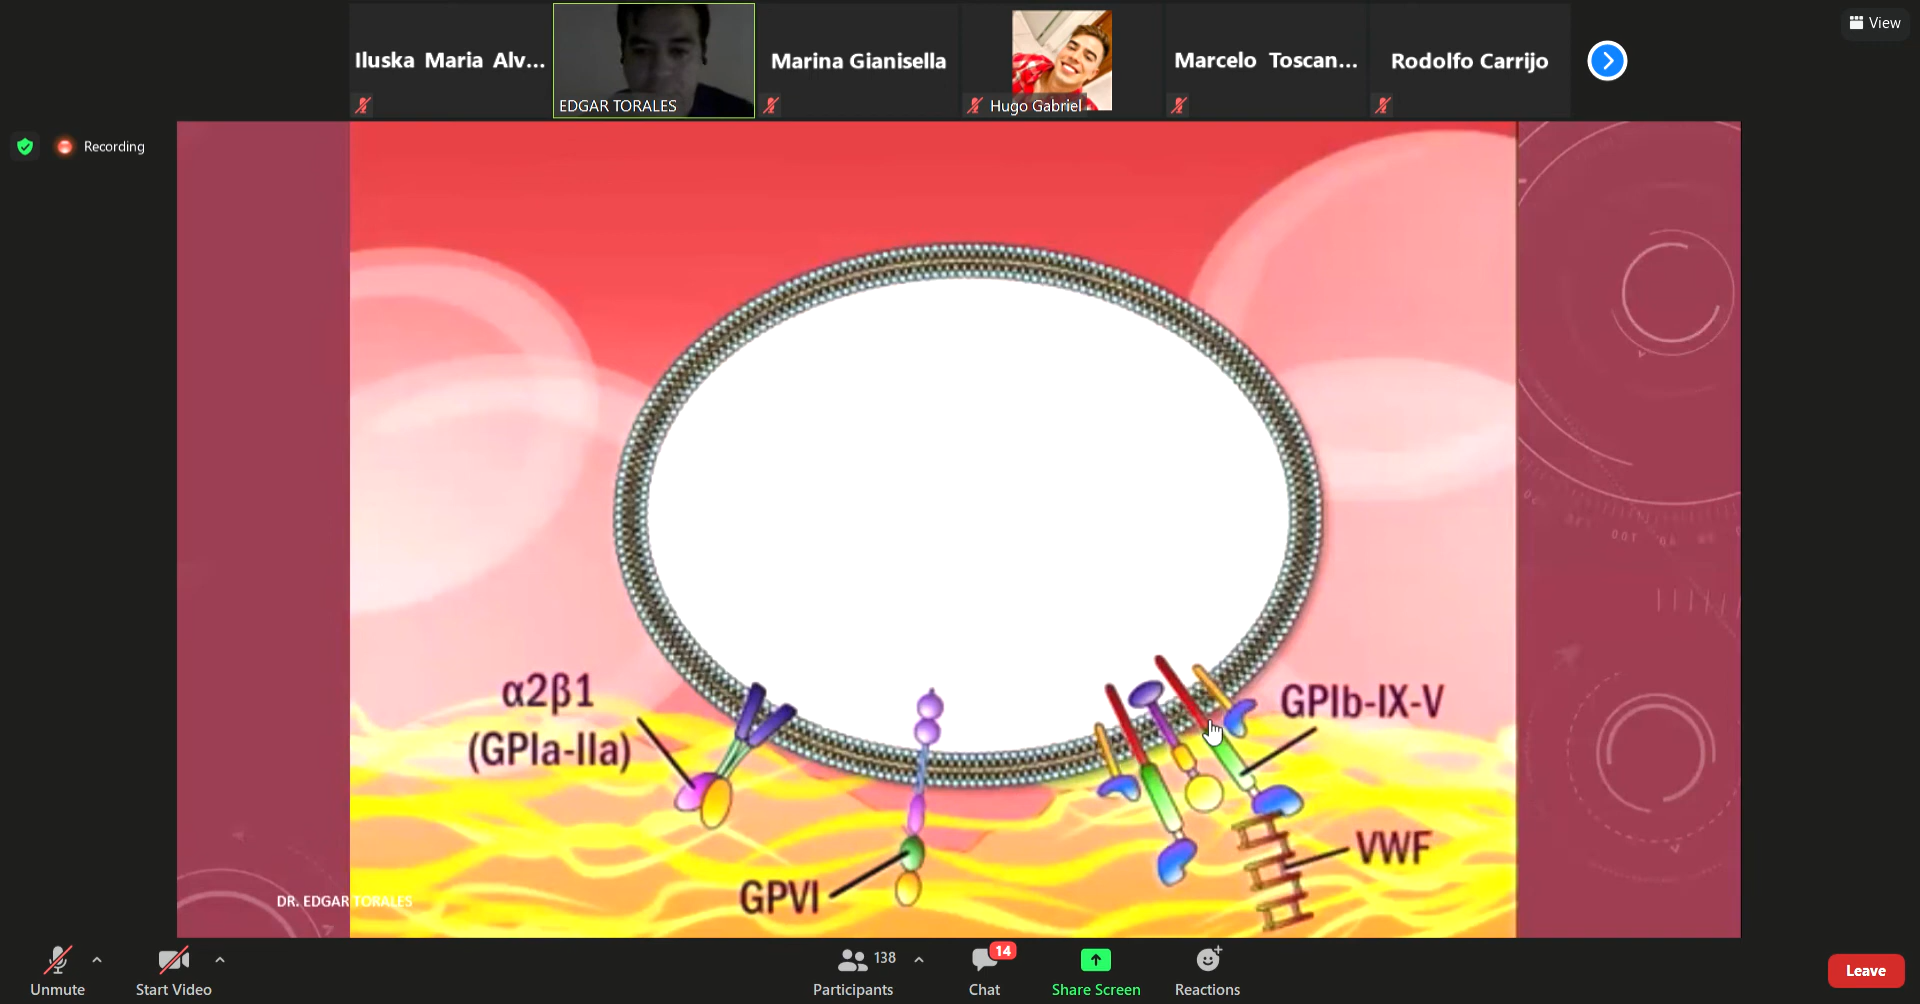 View
Iluska Maria Alv...
EDGAR TORALES
Marina Gianisella
Hugo Gabriel
Marcelo Toscan...
Rodolfo Carrijo
Recording
α2β1
(GPIa-IIa)
GPVI
GPIb-IX-V
VWF
DR. EDGAR TORALES
Unmute
Start Video
138
Participants
14
Chat
Share Screen
Reactions
Leave